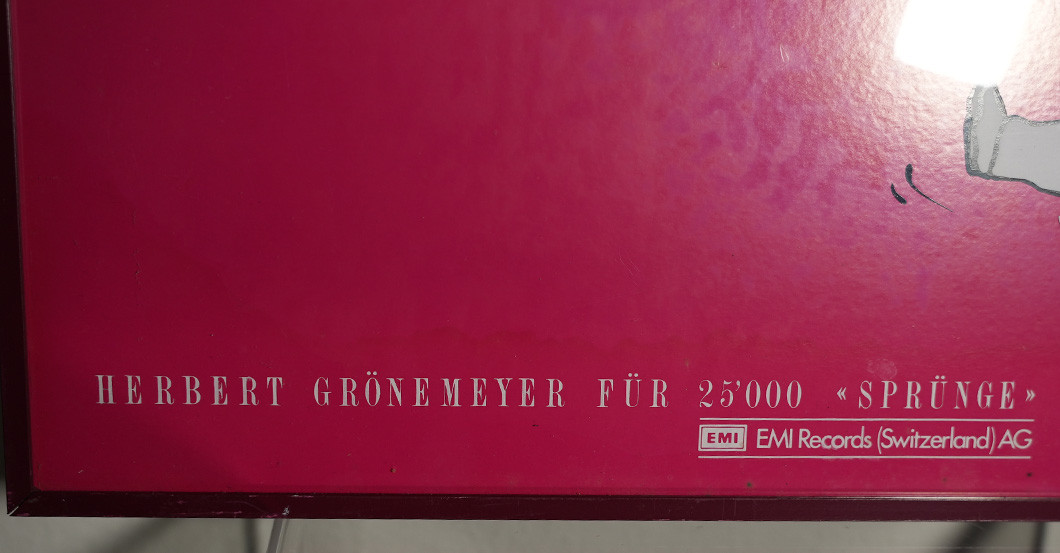 HERBERT GRÖNEMEYER FÜR 25'000 «SPRÜNGE»
EMI EMI Records (Switzerland) AG